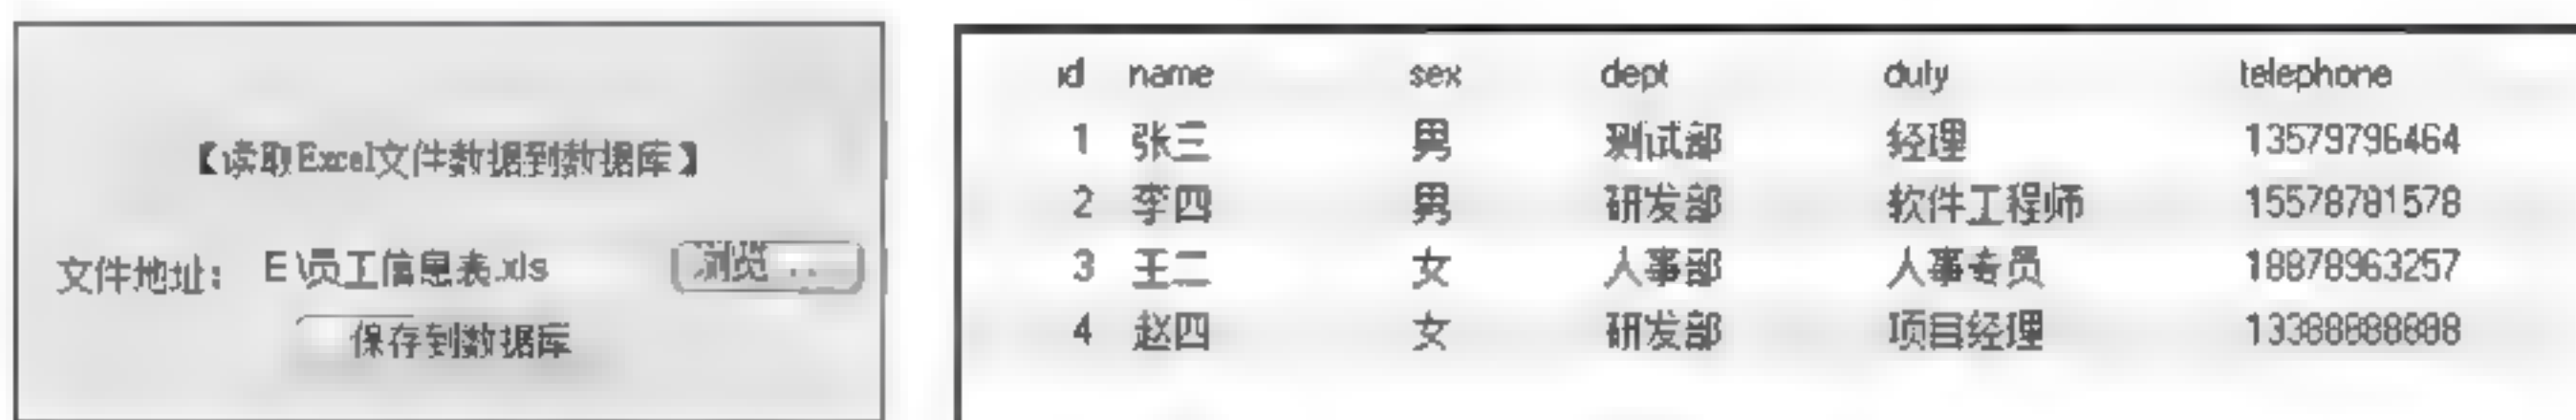 【读取Excel文件数据到数据库】
文件地址： E:\员工信息表.xls 浏览...
保存到数据库
id name sex dept duty telephone
1 张三 男 测试部 经理 13579796464
2 李四 男 研发部 软件工程师 15578781578
3 王二 女 人事部 人事专员 18878963257
4 赵四 女 研发部 项目经理 13388888888